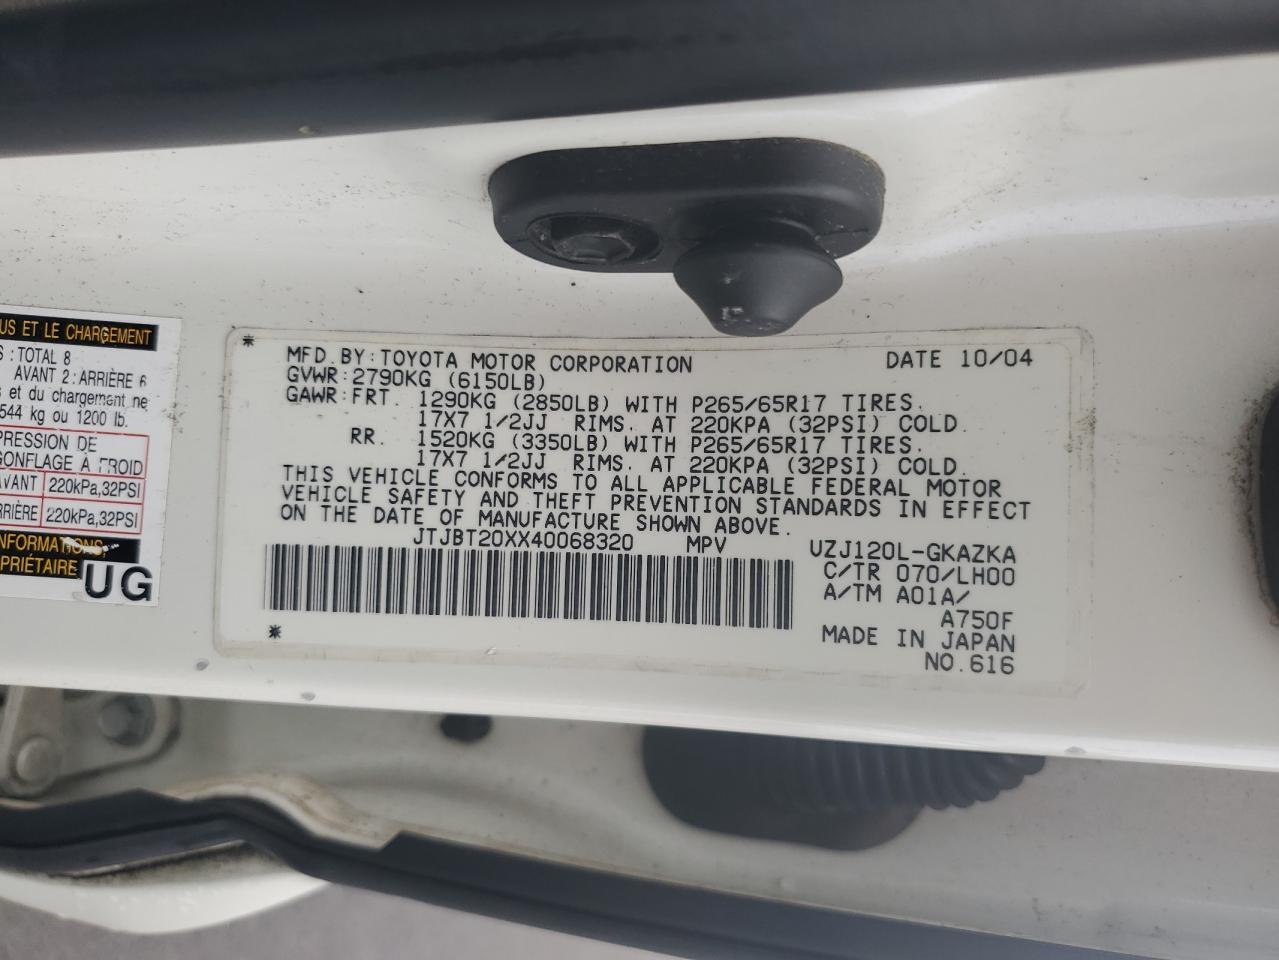 US ET LE CHARGEMENT
S : TOTAL 8
AVANT 2 : ARRIÈRE 6
s et du chargement ne
544 kg ou 1200 lb.
PRESSION DE
GONFLAGE À FROID
AVANT 220kPa,32PSI
RRIÈRE 220kPa,32PSI
INFORMATIONS
PRIÉTAIRE
UG
*
MFD. BY: TOYOTA MOTOR CORPORATION DATE 10/04
GVWR: 2790KG (6150LB)
GAWR: FRT. 1290KG (2850LB) WITH P265/65R17 TIRES.
17X7 1/2JJ RIMS. AT 220KPA (32PSI) COLD.
RR. 1520KG (3350LB) WITH P265/65R17 TIRES.
17X7 1/2JJ RIMS. AT 220KPA (32PSI) COLD.
THIS VEHICLE CONFORMS TO ALL APPLICABLE FEDERAL MOTOR
VEHICLE SAFETY AND THEFT PREVENTION STANDARDS IN EFFECT
ON THE DATE OF MANUFACTURE SHOWN ABOVE.
JTJBT20XX40068320 MPV
UZJ120L-GKAZKA
C/TR 070/LH00
A/TM A01A/
A750F
MADE IN JAPAN
NO.616
*